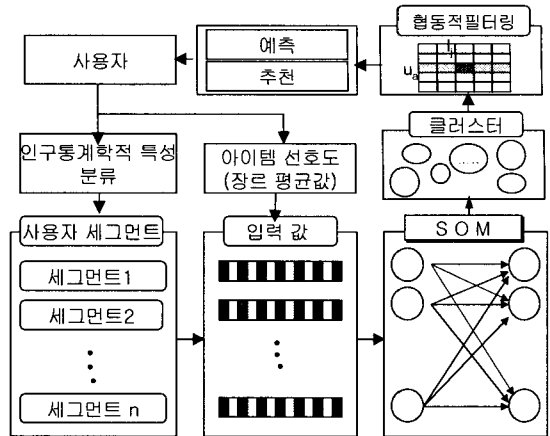 협동적필터링
예측
추천
사용자
I_j
u_a
인구통계학적 특성
분류
아이템 선호도
(장르 평균값)
클러스터
.....
사용자 세그먼트
입력 값
S O M
세그먼트1
세그먼트2
세그먼트 n